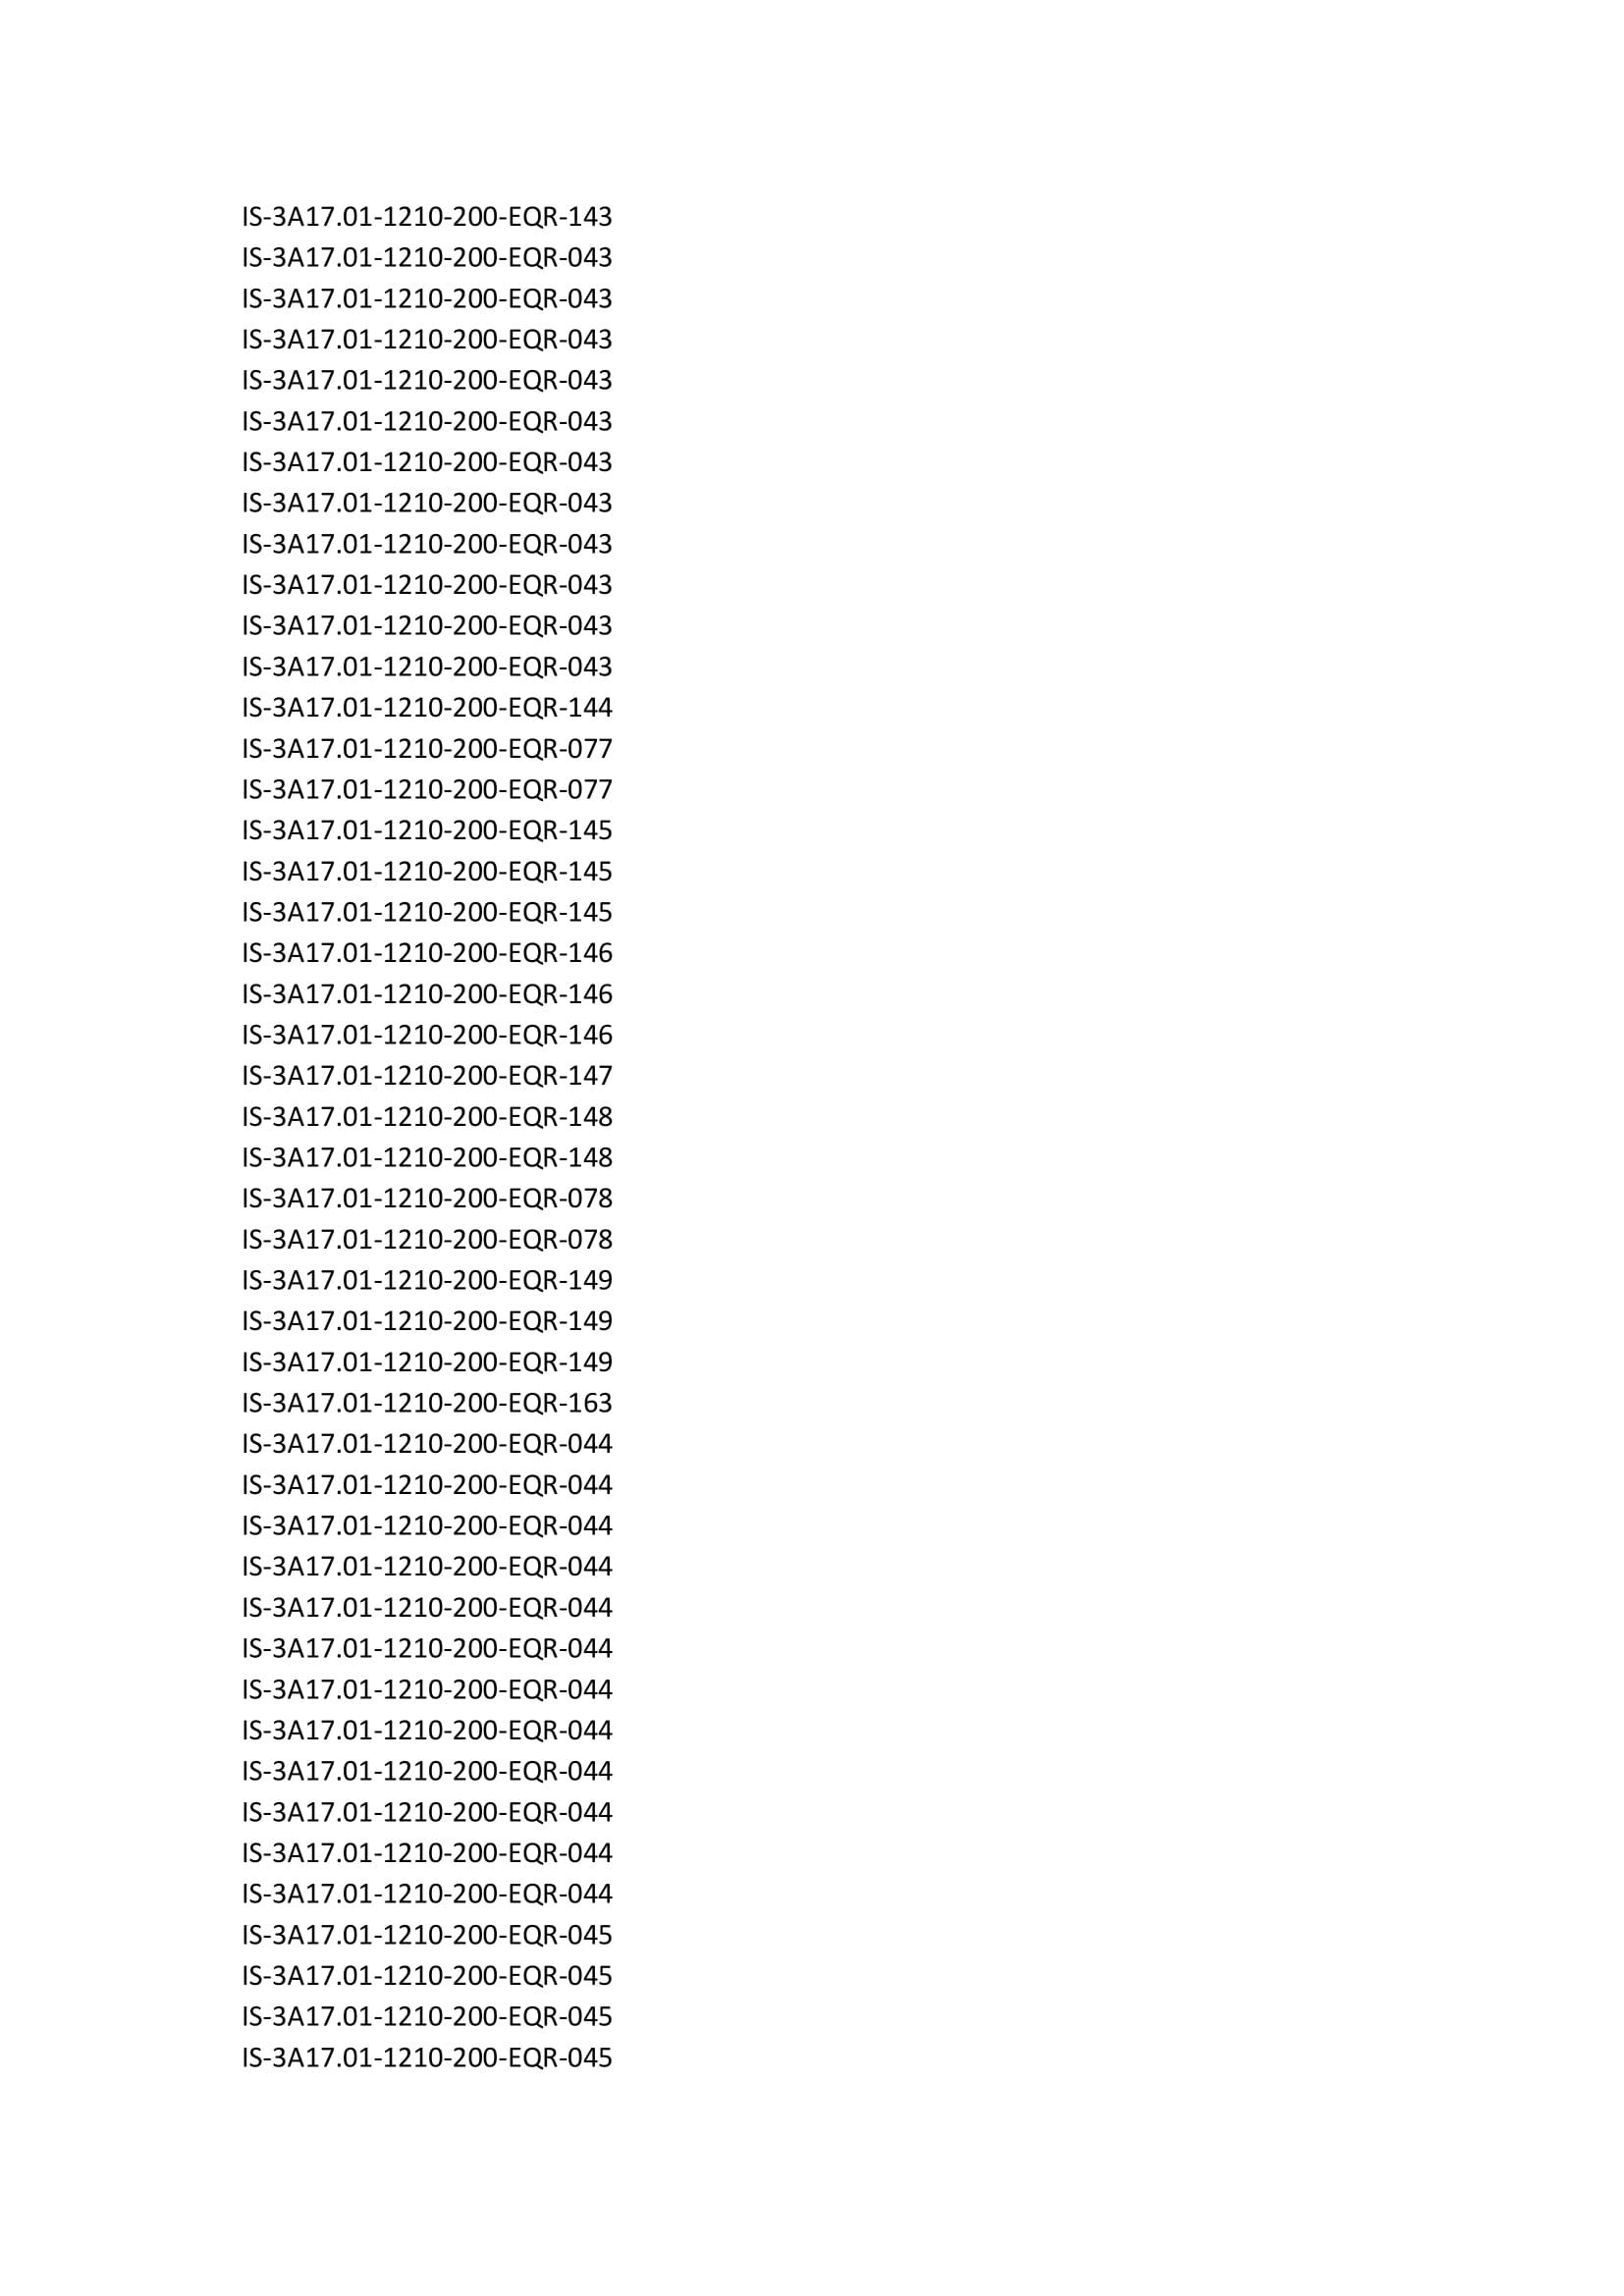 IS-3A17.01-1210-200-EQR-143
IS-3A17.01-1210-200-EQR-043
IS-3A17.01-1210-200-EQR-043
IS-3A17.01-1210-200-EQR-043
IS-3A17.01-1210-200-EQR-043
IS-3A17.01-1210-200-EQR-043
IS-3A17.01-1210-200-EQR-043
IS-3A17.01-1210-200-EQR-043
IS-3A17.01-1210-200-EQR-043
IS-3A17.01-1210-200-EQR-043
IS-3A17.01-1210-200-EQR-043
IS-3A17.01-1210-200-EQR-043
IS-3A17.01-1210-200-EQR-144
IS-3A17.01-1210-200-EQR-077
IS-3A17.01-1210-200-EQR-077
IS-3A17.01-1210-200-EQR-145
IS-3A17.01-1210-200-EQR-145
IS-3A17.01-1210-200-EQR-145
IS-3A17.01-1210-200-EQR-146
IS-3A17.01-1210-200-EQR-146
IS-3A17.01-1210-200-EQR-146
IS-3A17.01-1210-200-EQR-147
IS-3A17.01-1210-200-EQR-148
IS-3A17.01-1210-200-EQR-148
IS-3A17.01-1210-200-EQR-078
IS-3A17.01-1210-200-EQR-078
IS-3A17.01-1210-200-EQR-149
IS-3A17.01-1210-200-EQR-149
IS-3A17.01-1210-200-EQR-149
IS-3A17.01-1210-200-EQR-163
IS-3A17.01-1210-200-EQR-044
IS-3A17.01-1210-200-EQR-044
IS-3A17.01-1210-200-EQR-044
IS-3A17.01-1210-200-EQR-044
IS-3A17.01-1210-200-EQR-044
IS-3A17.01-1210-200-EQR-044
IS-3A17.01-1210-200-EQR-044
IS-3A17.01-1210-200-EQR-044
IS-3A17.01-1210-200-EQR-044
IS-3A17.01-1210-200-EQR-044
IS-3A17.01-1210-200-EQR-044
IS-3A17.01-1210-200-EQR-044
IS-3A17.01-1210-200-EQR-045
IS-3A17.01-1210-200-EQR-045
IS-3A17.01-1210-200-EQR-045
IS-3A17.01-1210-200-EQR-045